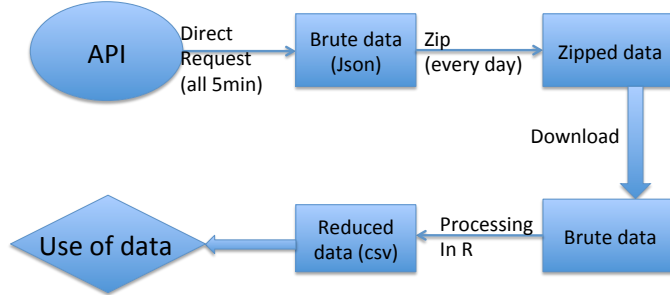 API
Direct
Request
(all 5min)
Brute data
(Json)
Zip
(every day)
Zipped data
Download
Brute data
Processing
In R
Reduced
data (csv)
Use of data